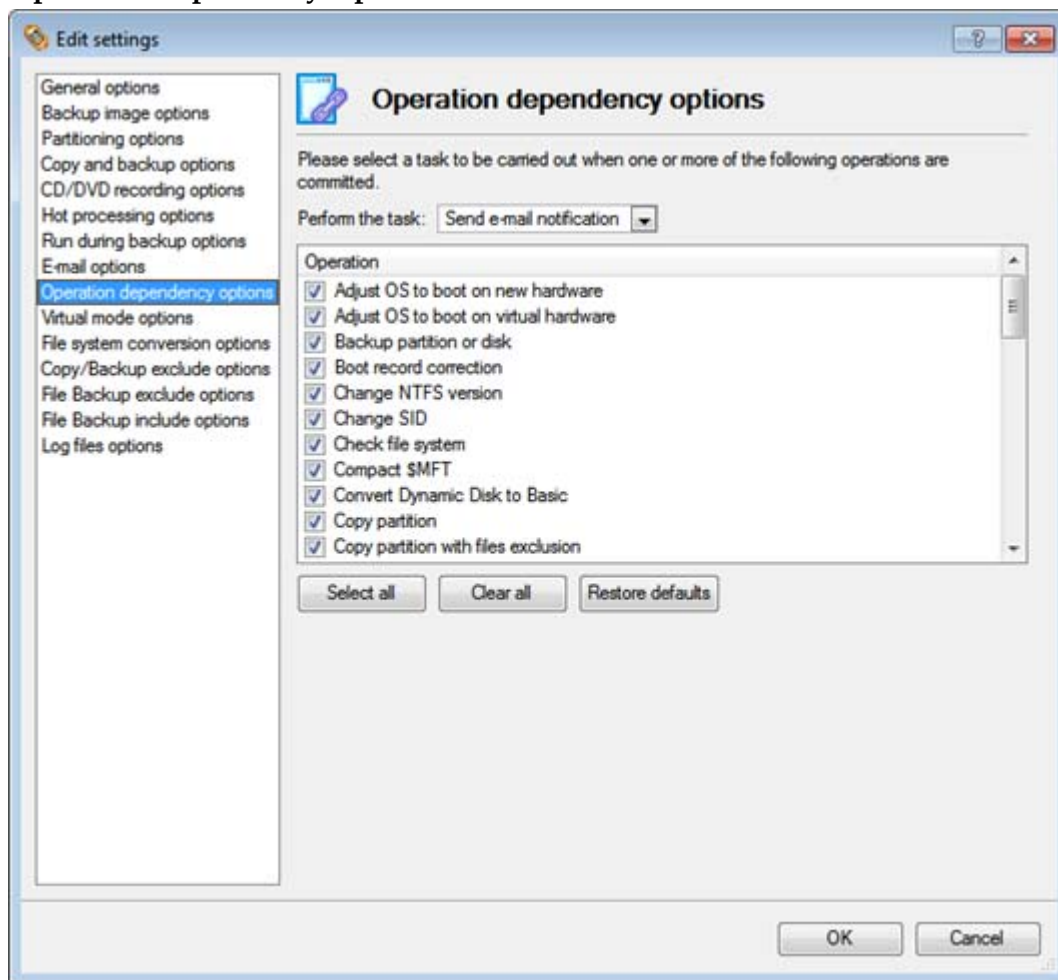 Edit settings
General options
Backup image options
Partitioning options
Copy and backup options
CD/DVD recording options
Hot processing options
Run during backup options
E-mail options
Operation dependency options
Virtual mode options
File system conversion options
Copy/Backup exclude options
File Backup exclude options
File Backup include options
Log files options
Operation dependency options
Please select a task to be carried out when one or more of the following operations are
committed.
Perform the task: Send e-mail notification
Operation
Adjust OS to boot on new hardware
Adjust OS to boot on virtual hardware
Backup partition or disk
Boot record correction
Change NTFS version
Change SID
Check file system
Compact $MFT
Convert Dynamic Disk to Basic
Copy partition
Copy partition with files exclusion
Select all Clear all Restore defaults
OK Cancel